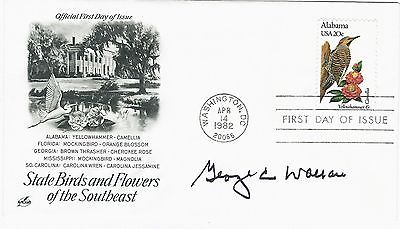 Official First Day of Issue
ALABAMA: YELLOWHAMMER - CAMELLIA
FLORIDA: MOCKINGBIRD - ORANGE BLOSSOM
GEORGIA: BROWN THRASHER - CHEROKEE ROSE
MISSISSIPPI: MOCKINGBIRD - MAGNOLIA
SO. CAROLINA: CAROLINA WREN - CAROLINA JESSAMINE
State Birds and Flowers
of the Southeast
WASHINGTON, DC
APR
14
1982
20066
Alabama
USA 20c
Yellowhammer &
FIRST DAY OF ISSUE
George C Wallace